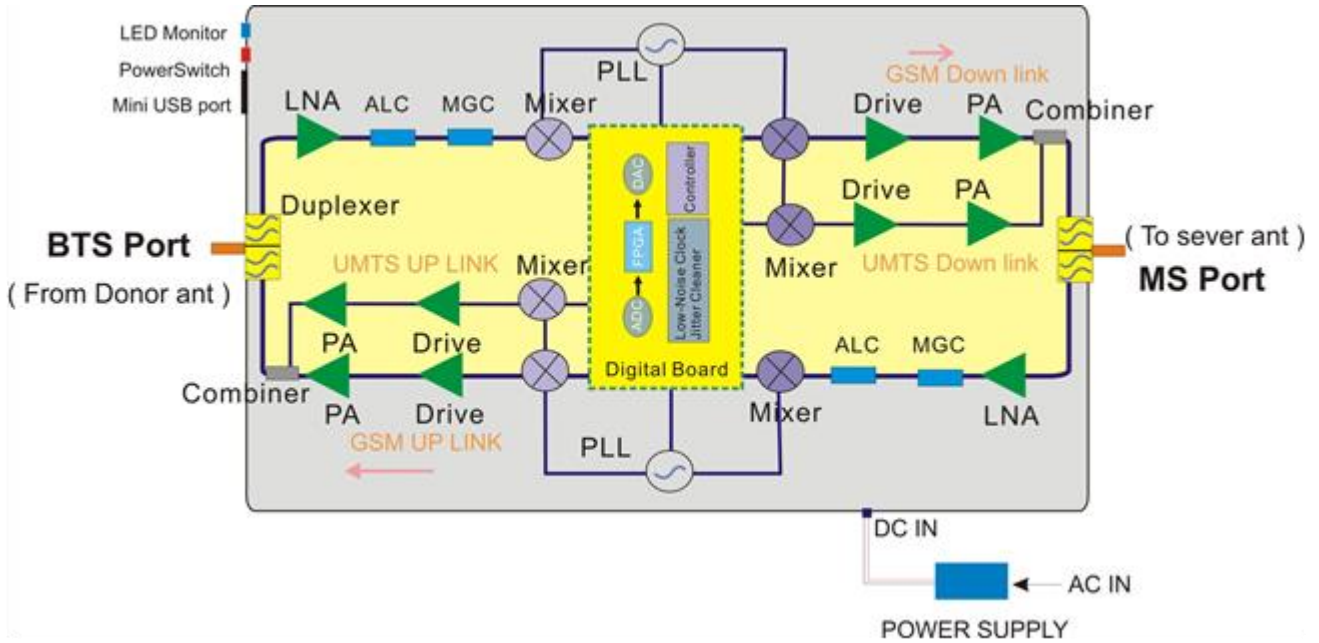 LED Monitor
PowerSwitch
Mini USB port
PLL
GSM Down link
LNA
ALC
MGC
Mixer
Drive
PA
Combiner
DAC
FPGA
ADC
Controller
Low-Noise Clock
Jitter Cleaner
Digital Board
Duplexer
Drive
PA
BTS Port
( From Donor ant )
UMTS UP LINK
Mixer
Mixer
UMTS Down link
( To sever ant )
MS Port
PA
Drive
ALC
MGC
Combiner
PA
Drive
Mixer
LNA
GSM UP LINK
PLL
DC IN
AC IN
POWER SUPPLY